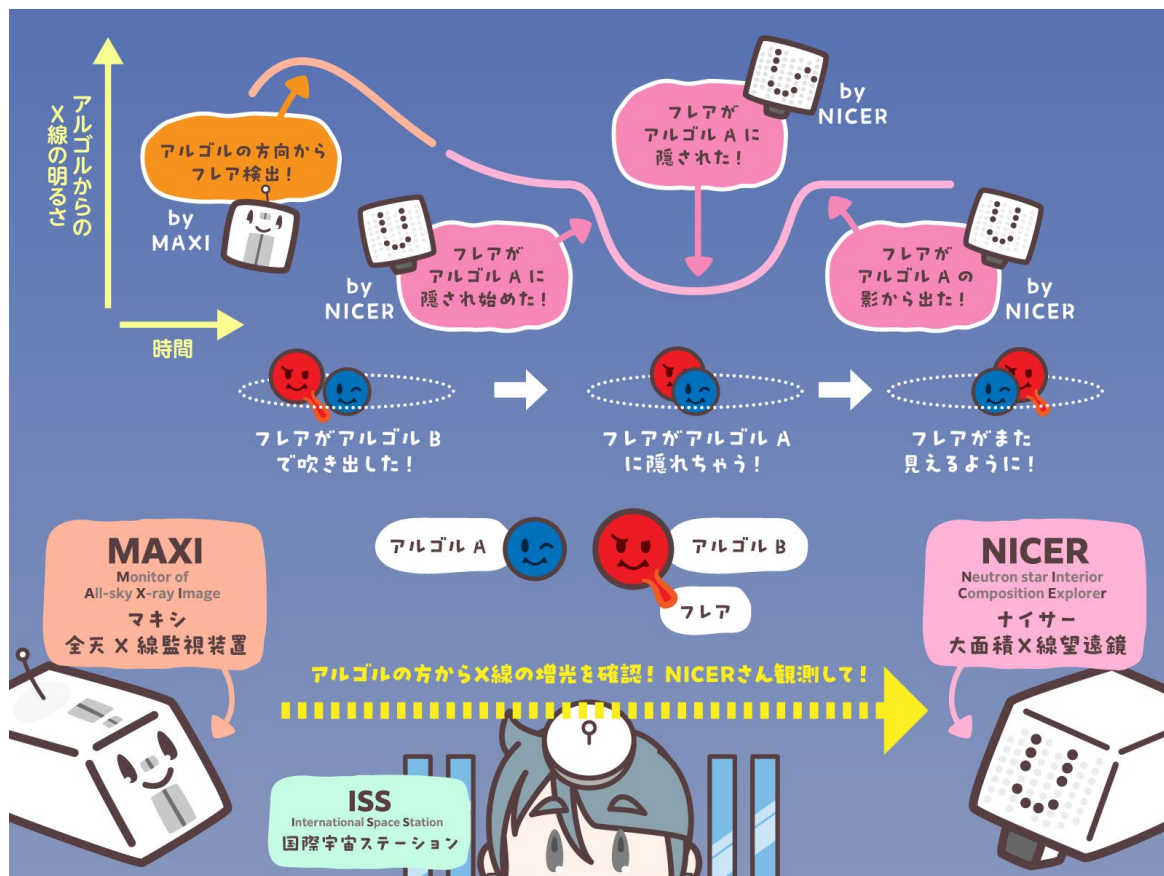 アルゴルからの
X線の明るさ
時間
アルゴルの方向から
フレア検出!
by
MAXI
フレアが
アルゴル A に
隠され始めた!
by
NICER
フレアが
アルゴル A に
隠された!
by
NICER
フレアが
アルゴル A の
影から出た!
by
NICER
フレアがアルゴル B
で吹き出した!
フレアがアルゴル A
に隠れちゃう!
フレアがまた
見えるように!
アルゴル A
アルゴル B
フレア
MAXI
Monitor of
All-sky X-ray Image
マキシ
全天 X 線監視装置
NICER
Neutron star Interior
Composition Explorer
ナイサー
大面積X線望遠鏡
アルゴルの方からX線の増光を確認! NICERさん観測して!
ISS
International Space Station
国際宇宙ステーション